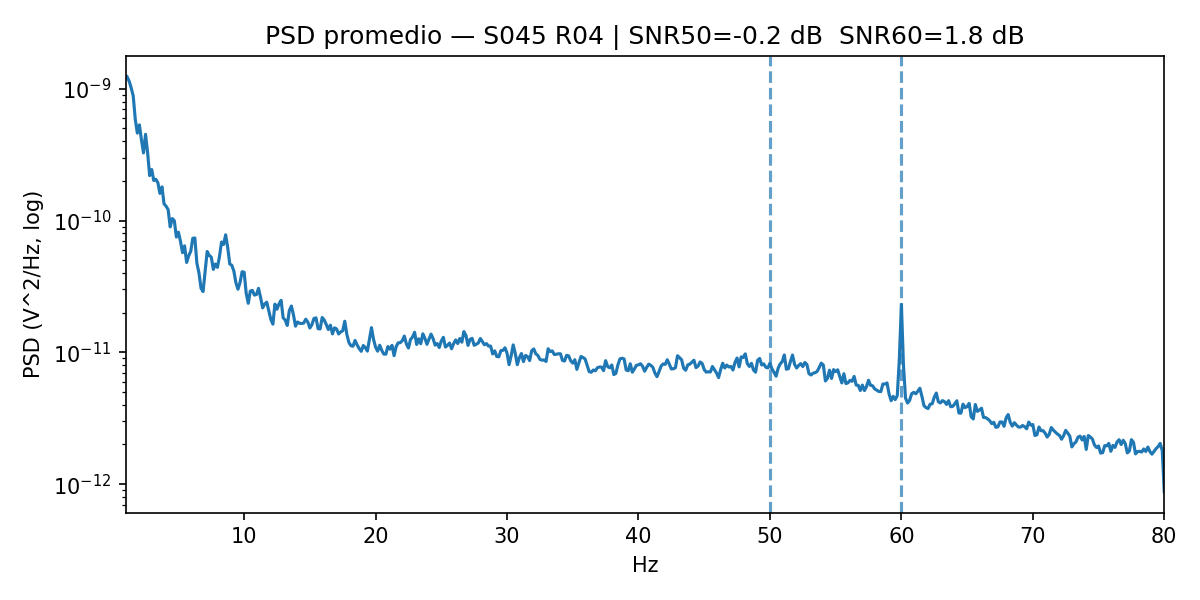 PSD promedio — S045 R04 | SNR50=-0.2 dB  SNR60=1.8 dB
PSD (V^2/Hz, log)
10⁻⁹
10⁻¹⁰
10⁻¹¹
10⁻¹²
10 20 30 40 50 60 70 80
Hz